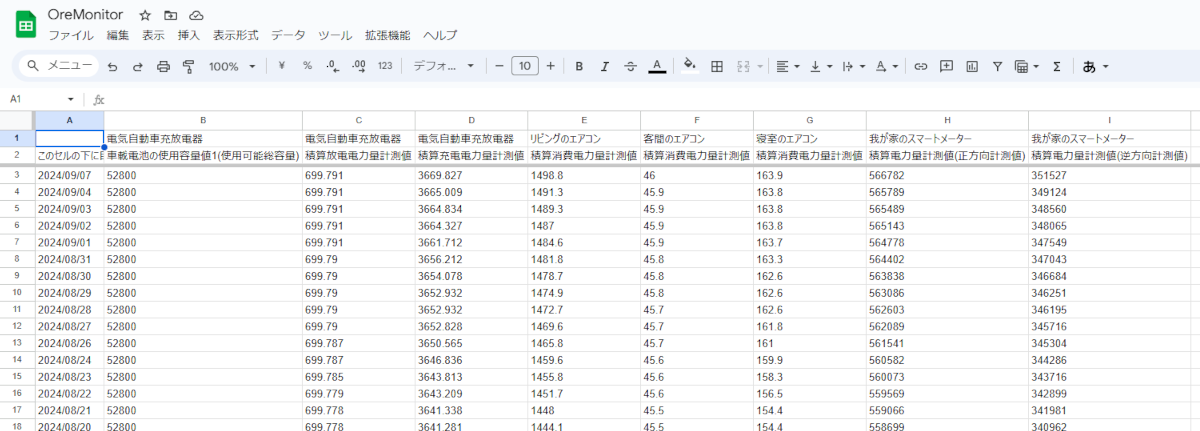 OreMonitor
ファイル 編集 表示 挿入 表示形式 データ ツール 拡張機能 ヘルプ
メニュー 100% ¥ % .0 .00 123 デフォ... 10 B I A あ
A1 fx
A B C D E F G H I
1 電気自動車充放電器 電気自動車充放電器 電気自動車充放電器 リビングのエアコン 客間のエアコン 寝室のエアコン 我が家のスマートメーター 我が家のスマートメーター
2 このセルの下に 車載電池の使用容量値1(使用可能総容量) 積算放電電力量計測値 積算充電電力量計測値 積算消費電力量計測値 積算消費電力量計測値 積算消費電力量計測値 積算電力量計測値(正方向計測値) 積算電力量計測値(逆方向計測値)
3 2024/09/07 52800 699.791 3669.827 1498.8 46 163.9 566782 351527
4 2024/09/04 52800 699.791 3665.009 1491.3 45.9 163.8 565789 349124
5 2024/09/03 52800 699.791 3664.834 1489.3 45.9 163.8 565489 348560
6 2024/09/02 52800 699.791 3664.327 1487 45.9 163.8 565143 348065
7 2024/09/01 52800 699.791 3661.712 1484.6 45.9 163.7 564778 347549
8 2024/08/31 52800 699.79 3656.212 1481.8 45.8 163.3 564402 347043
9 2024/08/30 52800 699.79 3654.078 1478.7 45.8 162.6 563838 346684
10 2024/08/29 52800 699.79 3652.932 1474.9 45.8 162.6 563086 346251
11 2024/08/28 52800 699.79 3652.932 1472.7 45.7 162.6 562603 346195
12 2024/08/27 52800 699.79 3652.828 1469.6 45.7 161.8 562089 345716
13 2024/08/26 52800 699.787 3650.565 1465.8 45.7 161 561541 345304
14 2024/08/24 52800 699.787 3646.836 1459.6 45.6 159.9 560582 344286
15 2024/08/23 52800 699.785 3643.813 1455.8 45.6 158.3 560073 343716
16 2024/08/22 52800 699.779 3643.209 1451.7 45.6 156.5 559569 342899
17 2024/08/21 52800 699.778 3641.338 1448 45.5 154.4 559066 341981
18 2024/08/20 52800 699.778 3641.281 1444.1 45.5 154.4 558699 340962